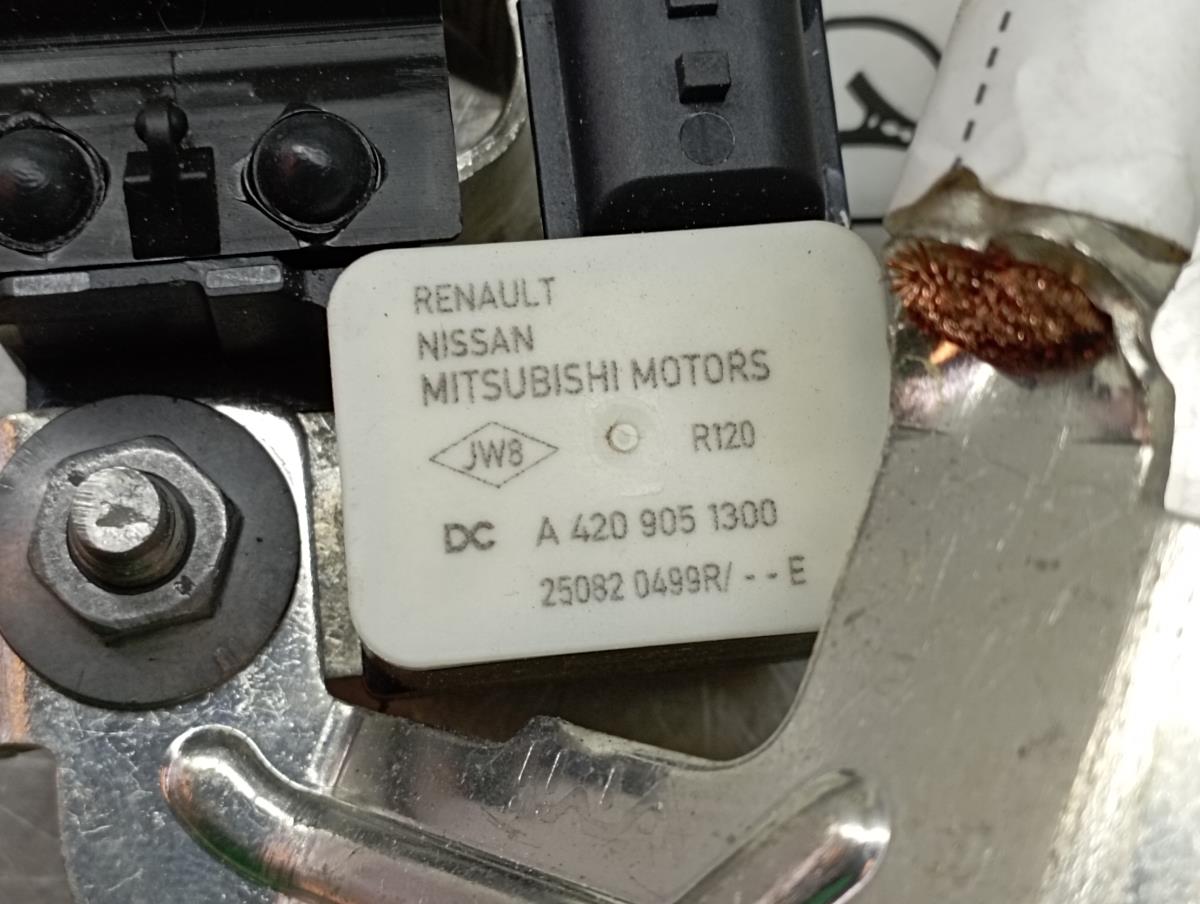 RENAULT
NISSAN
MITSUBISHI MOTORS
JW8 R120
DC A 420 905 1300
25082 0499R/ - - E